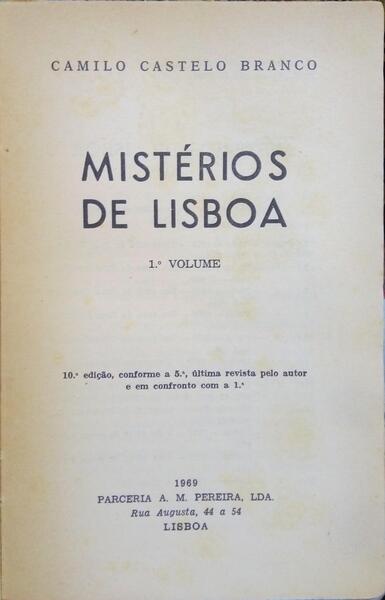 CAMILO CASTELO BRANCO
MISTÉRIOS
DE LISBOA
1.º VOLUME
10.ª edição, conforme a 5.ª, última revista pelo autor
e em confronto com a 1.ª
1969
PARCERIA A. M. PEREIRA, LDA.
Rua Augusta, 44 a 54
LISBOA